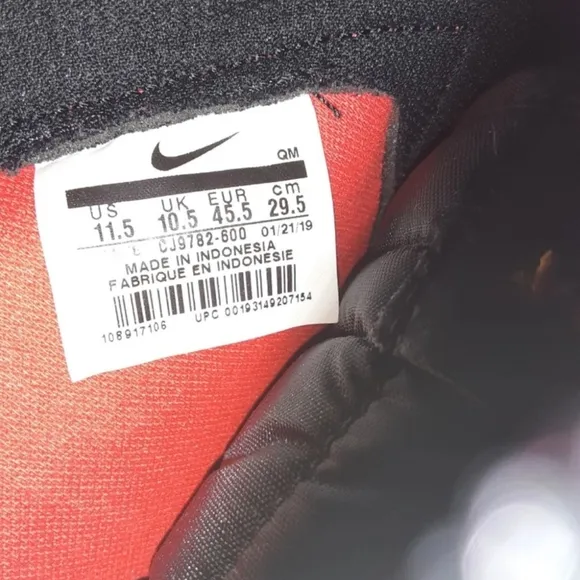 QM
US UK EUR cm
11.5 10.5 45.5 29.5
CJ9782-600 01/21/19
MADE IN INDONESIA
FABRIQUE EN INDONESIE
108917106 UPC 00193149207154